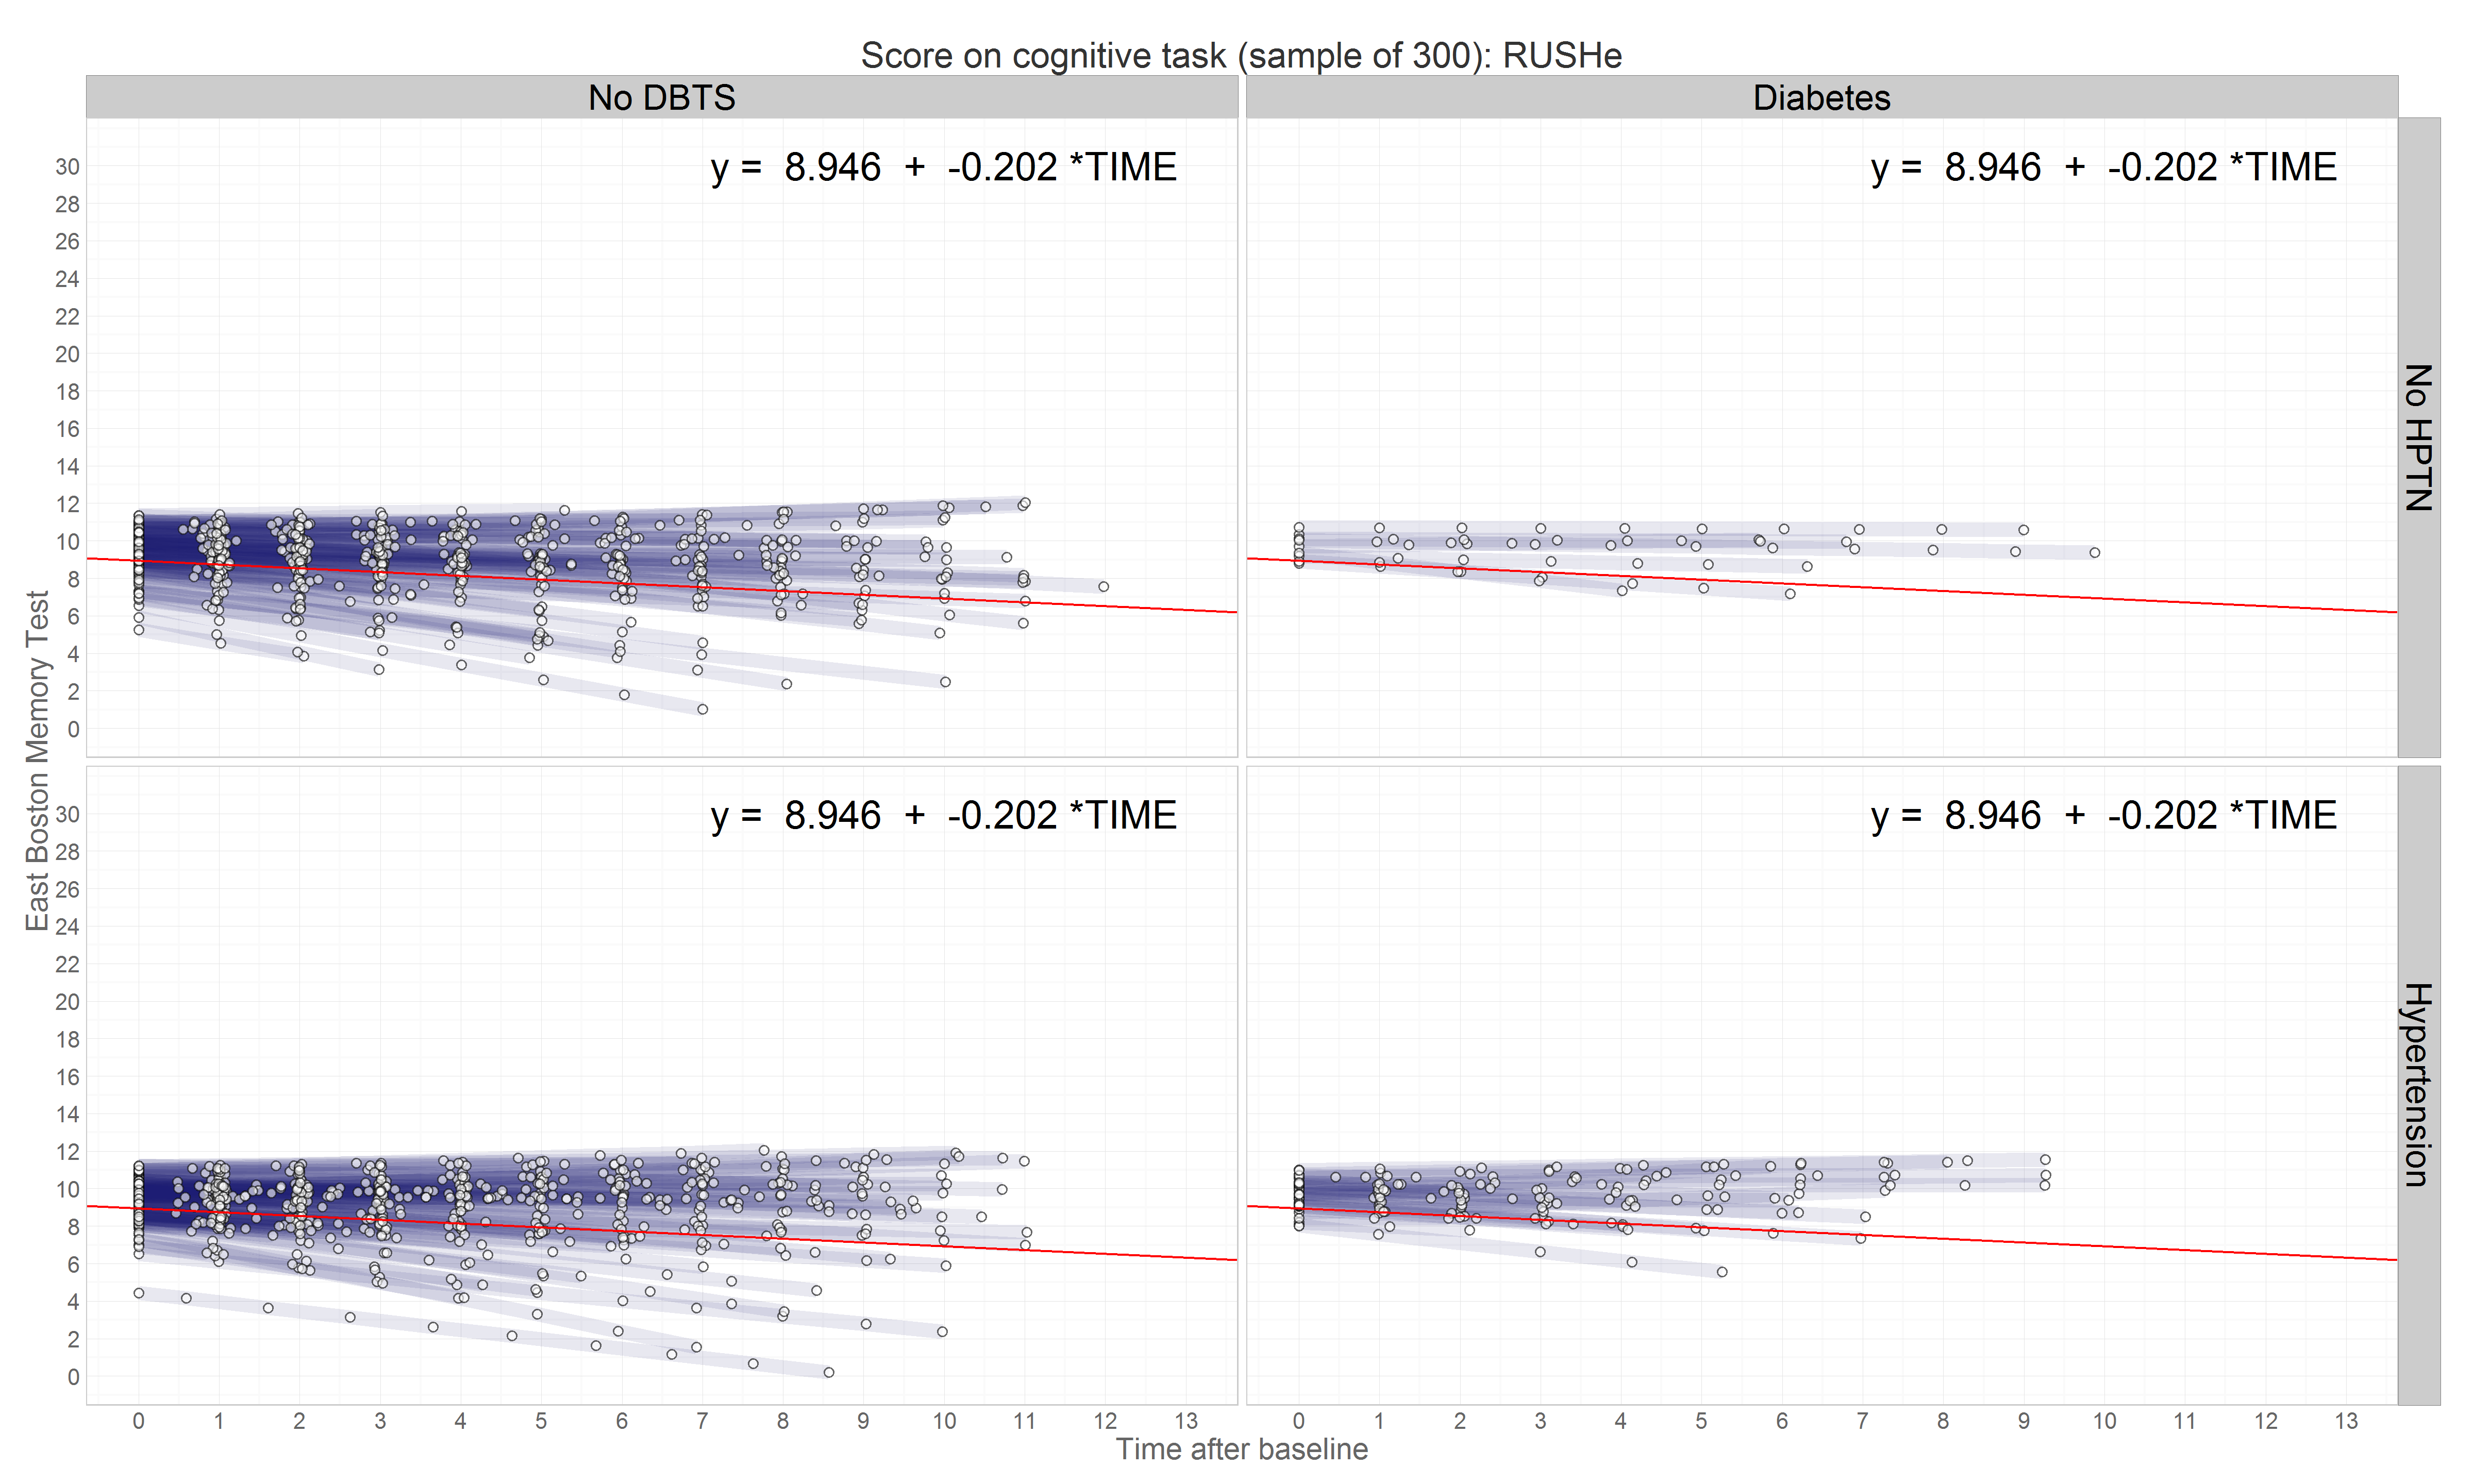 Score on cognitive task (sample of 300): RUSHe
No DBTS
Diabetes
y = 8.946 + -0.202 *TIME
y = 8.946 + -0.202 *TIME
No HPTN
30
28
26
24
22
20
18
16
14
12
10
8
6
4
2
0
East Boston Memory Test
y = 8.946 + -0.202 *TIME
y = 8.946 + -0.202 *TIME
Hypertension
30
28
26
24
22
20
18
16
14
12
10
8
6
4
2
0
0 1 2 3 4 5 6 7 8 9 10 11 12 13
0 1 2 3 4 5 6 7 8 9 10 11 12 13
Time after baseline